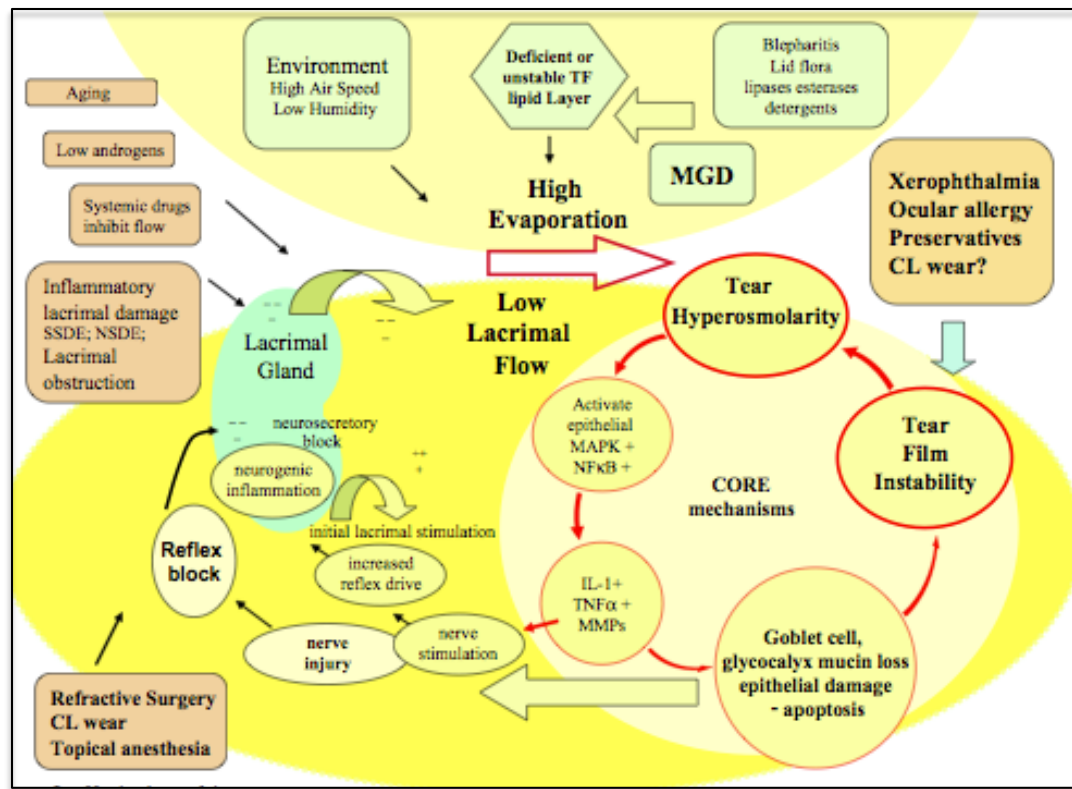 Environment
High Air Speed
Low Humidity
Deficient or
unstable TF
lipid Layer
Blepharitis
Lid flora
lipases esterases
detergents
MGD
Aging
Low androgens
Systemic drugs
inhibit flow
Inflammatory
lacrimal damage
SSDE; NSDE;
Lacrimal
obstruction
High
Evaporation
Xerophthalmia
Ocular allergy
Preservatives
CL wear?
-- --
-- --
--
Lacrimal
Gland
Low
Lacrimal
Flow
Tear
Hyperosmolarity
Activate
epithelial
MAPK +
NFκB +
CORE
mechanisms
Tear
Film
Instability
-- --
--
neurosecretory
block
++
+
neurogenic
inflammation
initial lacrimal stimulation
increased
reflex drive
Reflex
block
IL-1+
TNFα +
MMPs
nerve
injury
nerve
stimulation
Goblet cell,
glycocalyx mucin loss
epithelial damage
- apoptosis
Refractive Surgery
CL wear
Topical anesthesia